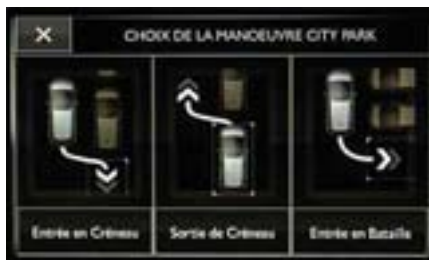 CHOIX DE LA MANOEUVRE CITY PARK
Entrée en Créneau
Sortie de Créneau
Entrée en Bataille